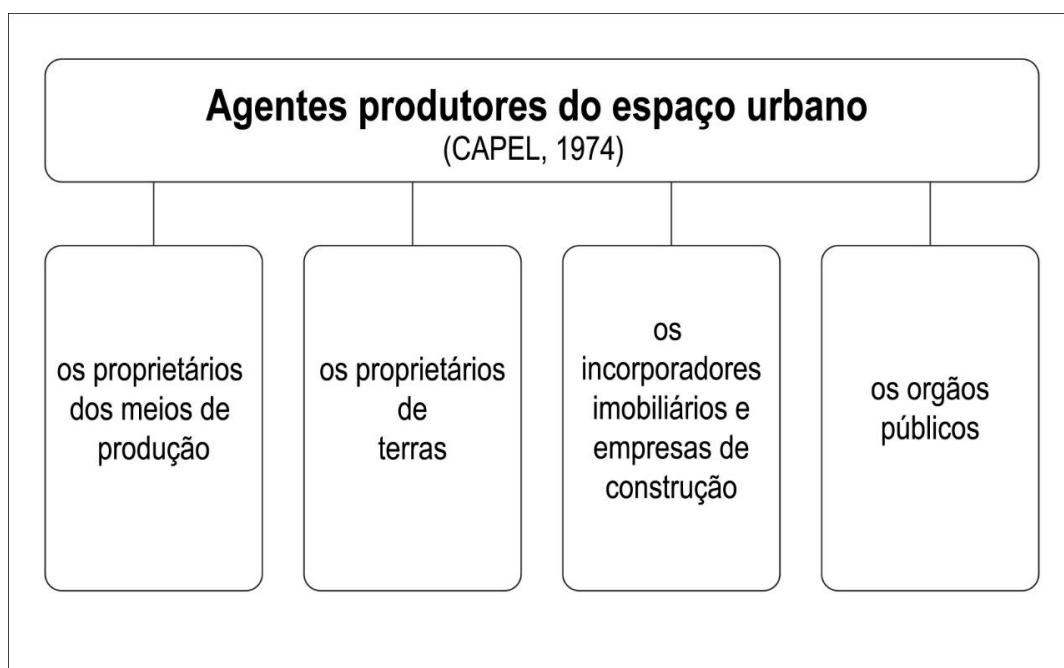 Agentes produtores do espaço urbano
(CAPEL, 1974)
os proprietários
dos meios de
produção
os proprietários
de
terras
os
incorporadores
imobiliários e
empresas de
construção
os orgãos
públicos